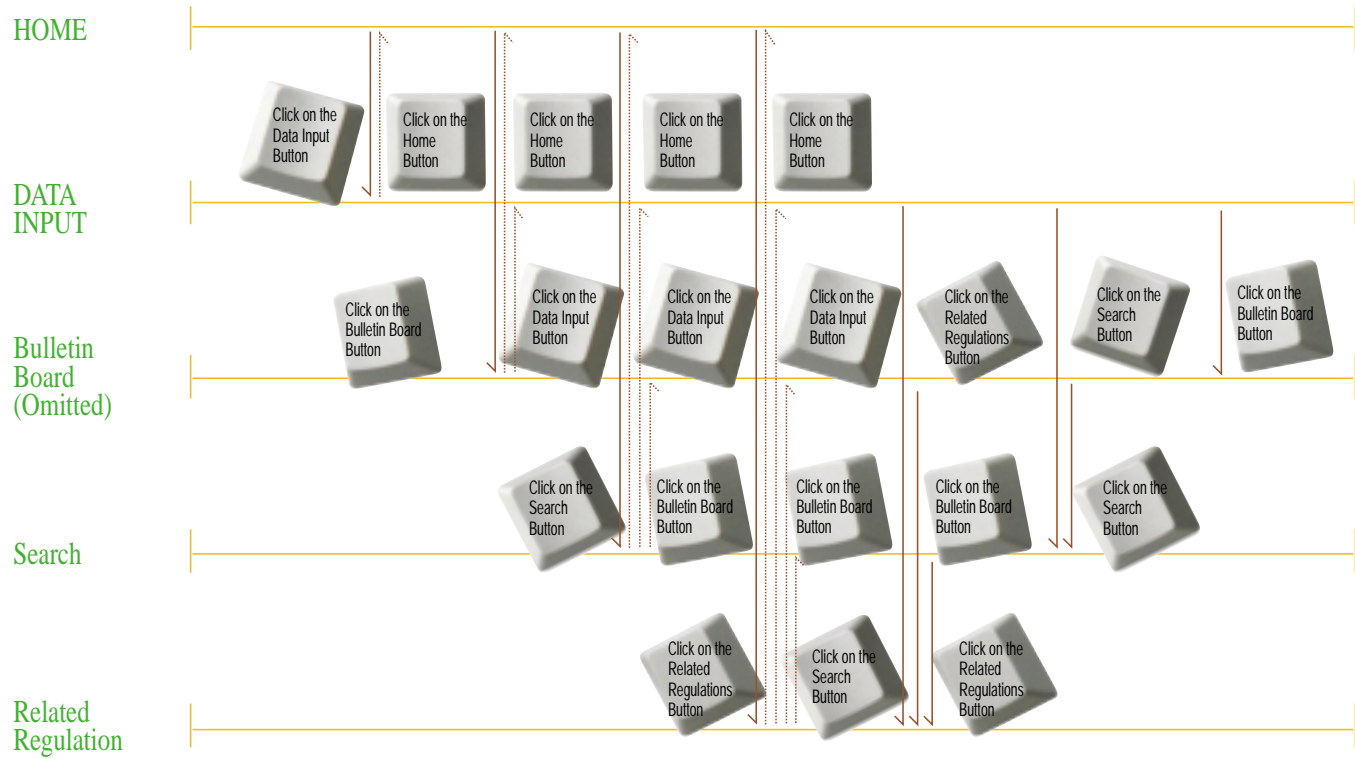 HOME
Click on the
Data Input
Button
Click on the
Home
Button
Click on the
Home
Button
Click on the
Home
Button
Click on the
Home
Button
DATA
INPUT
Click on the
Bulletin Board
Button
Click on the
Data Input
Button
Click on the
Data Input
Button
Click on the
Data Input
Button
Click on the
Related
Regulations
Button
Click on the
Search
Button
Click on the
Bulletin Board
Button
Bulletin
Board
(Omitted)
Click on the
Search
Button
Click on the
Bulletin Board
Button
Click on the
Bulletin Board
Button
Click on the
Bulletin Board
Button
Click on the
Search
Button
Search
Click on the
Related
Regulations
Button
Click on the
Search
Button
Click on the
Related
Regulations
Button
Related
Regulation